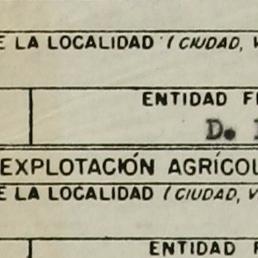 E LA LOCALIDAD (CIUDAD, V
ENTIDAD F
D.
EXPLOTACIÓN AGRÍCOL
E LA LOCALIDAD (CIUDAD, V
ENTIDAD F